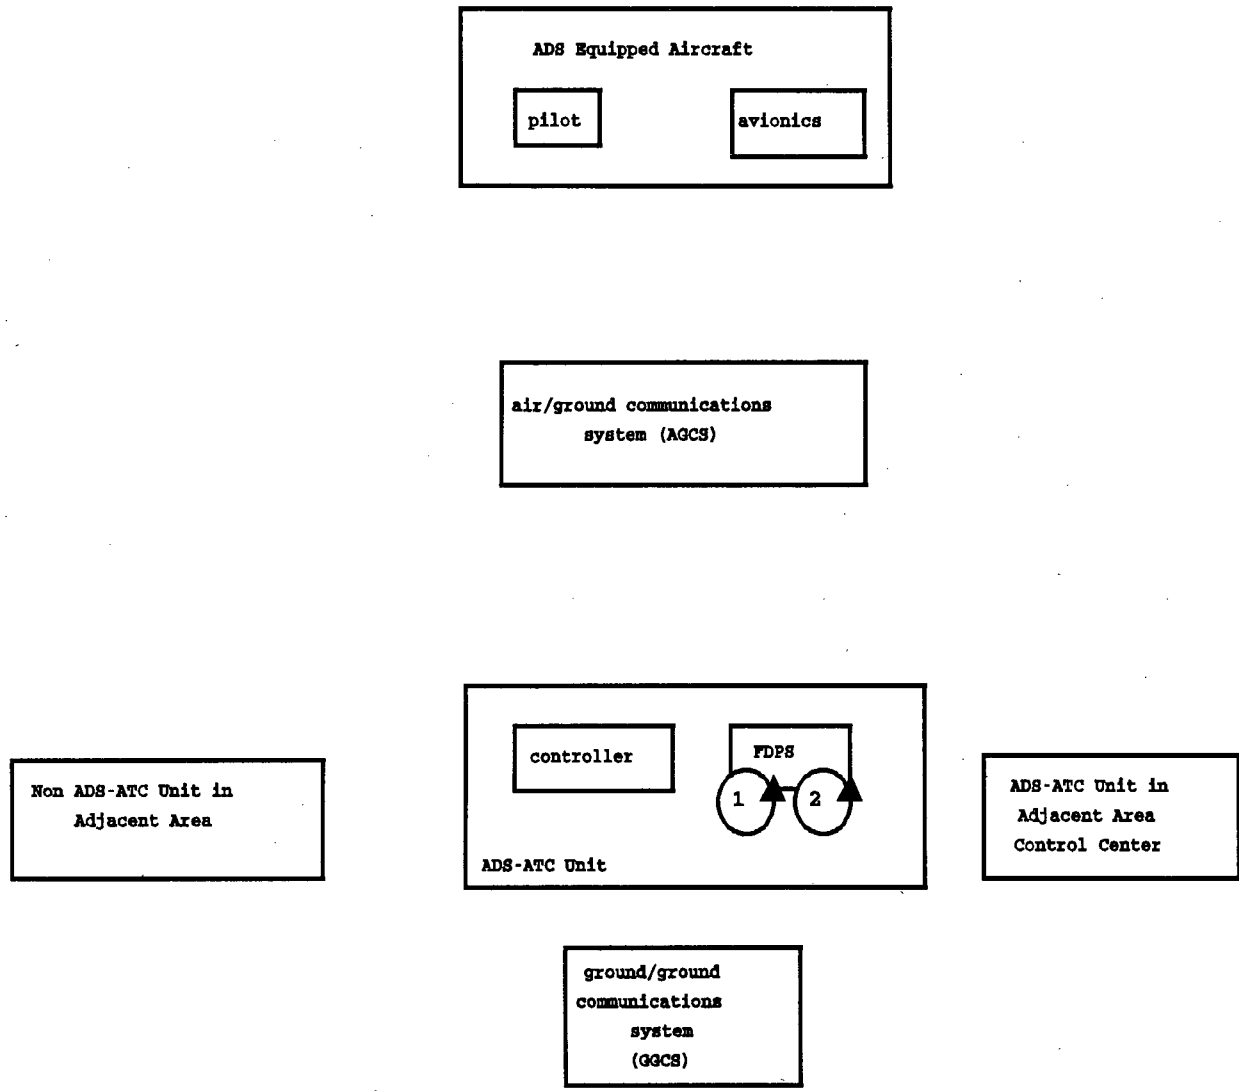 ADS Equipped Aircraft
pilot
avionics
air/ground communications
system (AGCS)
controller
FDPS
1
2
ADS-ATC Unit
Non ADS-ATC Unit in
Adjacent Area
ADS-ATC Unit in
Adjacent Area
Control Center
ground/ground
communications
system
(GGCS)